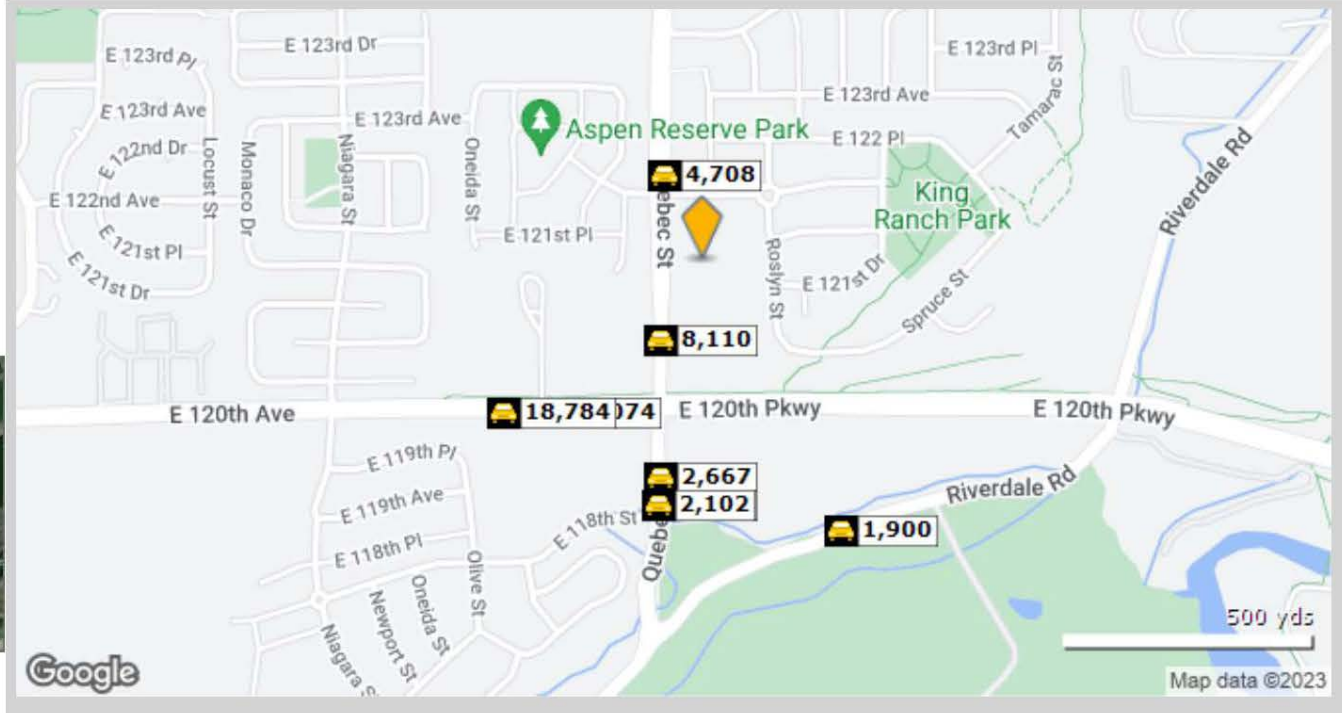 E 123rd Pl
E 123rd Dr
E 123rd Pl
E 123rd Ave
E 123rd Ave
E 123rd Ave
Tamarac St
Aspen Reserve Park
E 122 Pl
E 122nd Dr
Locust St
Monaco Dr
Niagara St
Oneida St
4,708
King
Ranch Park
Riverdale Rd
E 122nd Ave
ebec St
E 121st Pl
E 121st Pl
Roslyn St
E 121st Dr
E 121st Dr
Spruce St
8,110
E 120th Ave
18,784
074
E 120th Pkwy
E 120th Pkwy
E 119th Pl
2,667
Riverdale Rd
E 119th Ave
2,102
E 118th St
1,900
E 118th Pl
Quebe
Olive St
Oneida St
Newport St
Niagara S
500 yds
Google
Map data ©2023